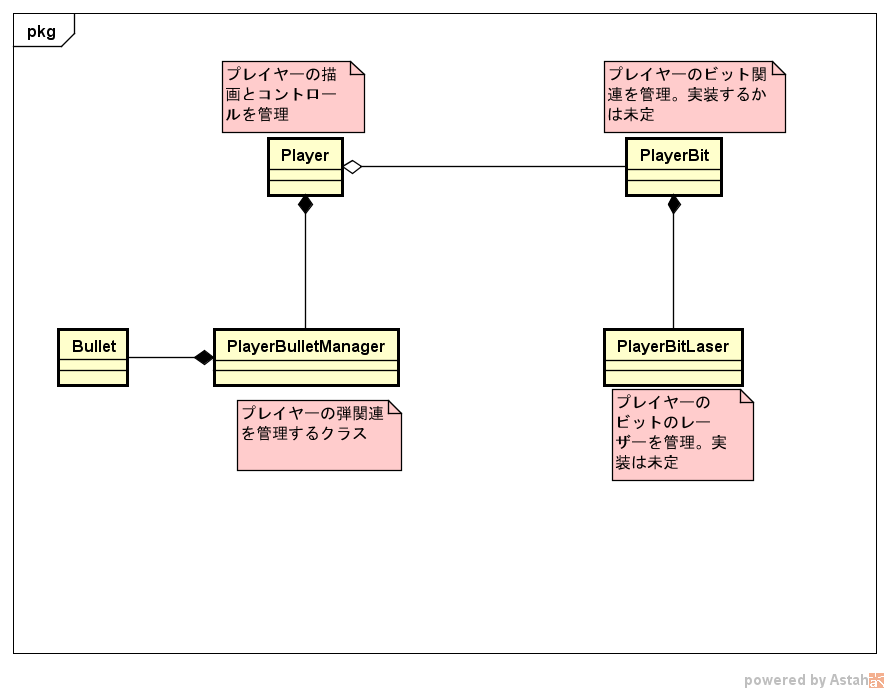 pkg
プレイヤーの描
画とコントロー
ルを管理
プレイヤーのビット関
連を管理。実装するか
は未定
Player
PlayerBit
Bullet
PlayerBulletManager
PlayerBitLaser
プレイヤーの弾関連
を管理するクラス
プレイヤーの
ビットのレー
ザーを管理。実
装は未定
powered by Astah